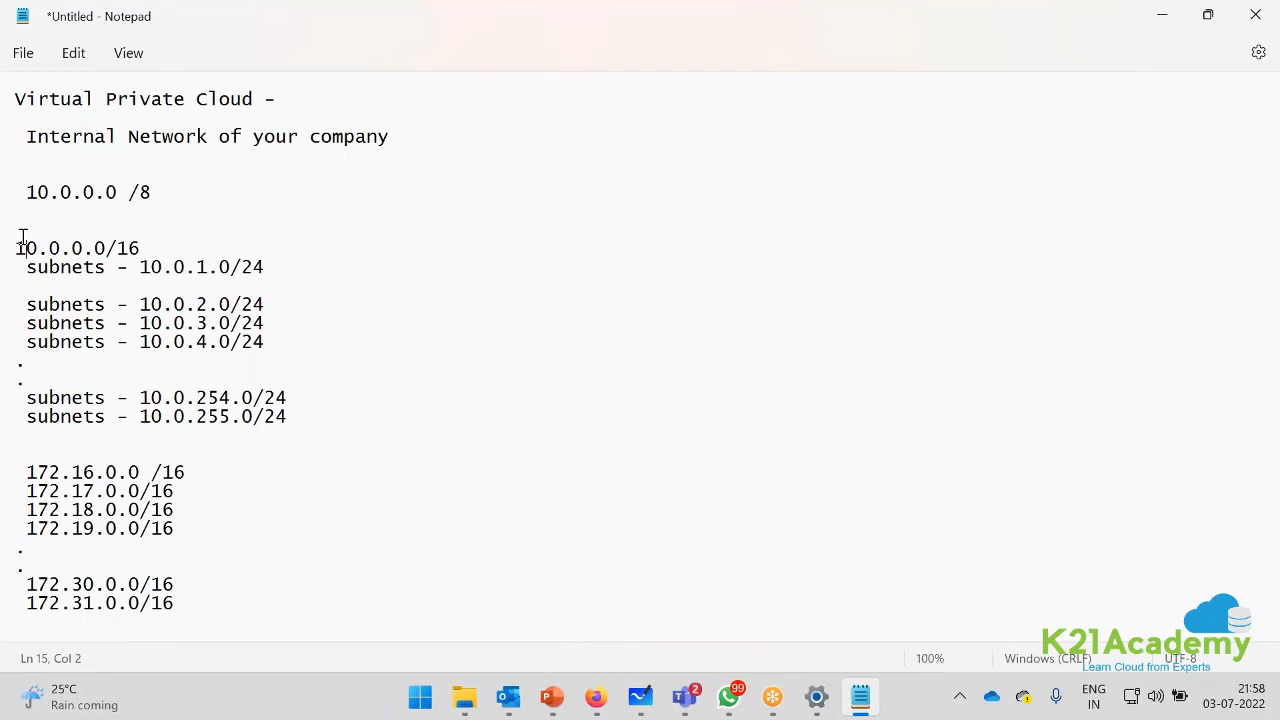 *Untitled - Notepad
File Edit View
Virtual Private Cloud -
Internal Network of your company
10.0.0.0 /8
10.0.0.0/16
subnets - 10.0.1.0/24
subnets - 10.0.2.0/24
subnets - 10.0.3.0/24
subnets - 10.0.4.0/24
.
.
subnets - 10.0.254.0/24
subnets - 10.0.255.0/24
172.16.0.0 /16
172.17.0.0/16
172.18.0.0/16
172.19.0.0/16
.
.
172.30.0.0/16
172.31.0.0/16
K21Academy
Learn Cloud from Experts
Ln 15, Col 2 100% Windows (CRLF) UTF-8
25°C
Rain coming
2
99
ENG
IN
21:58
03-07-2022